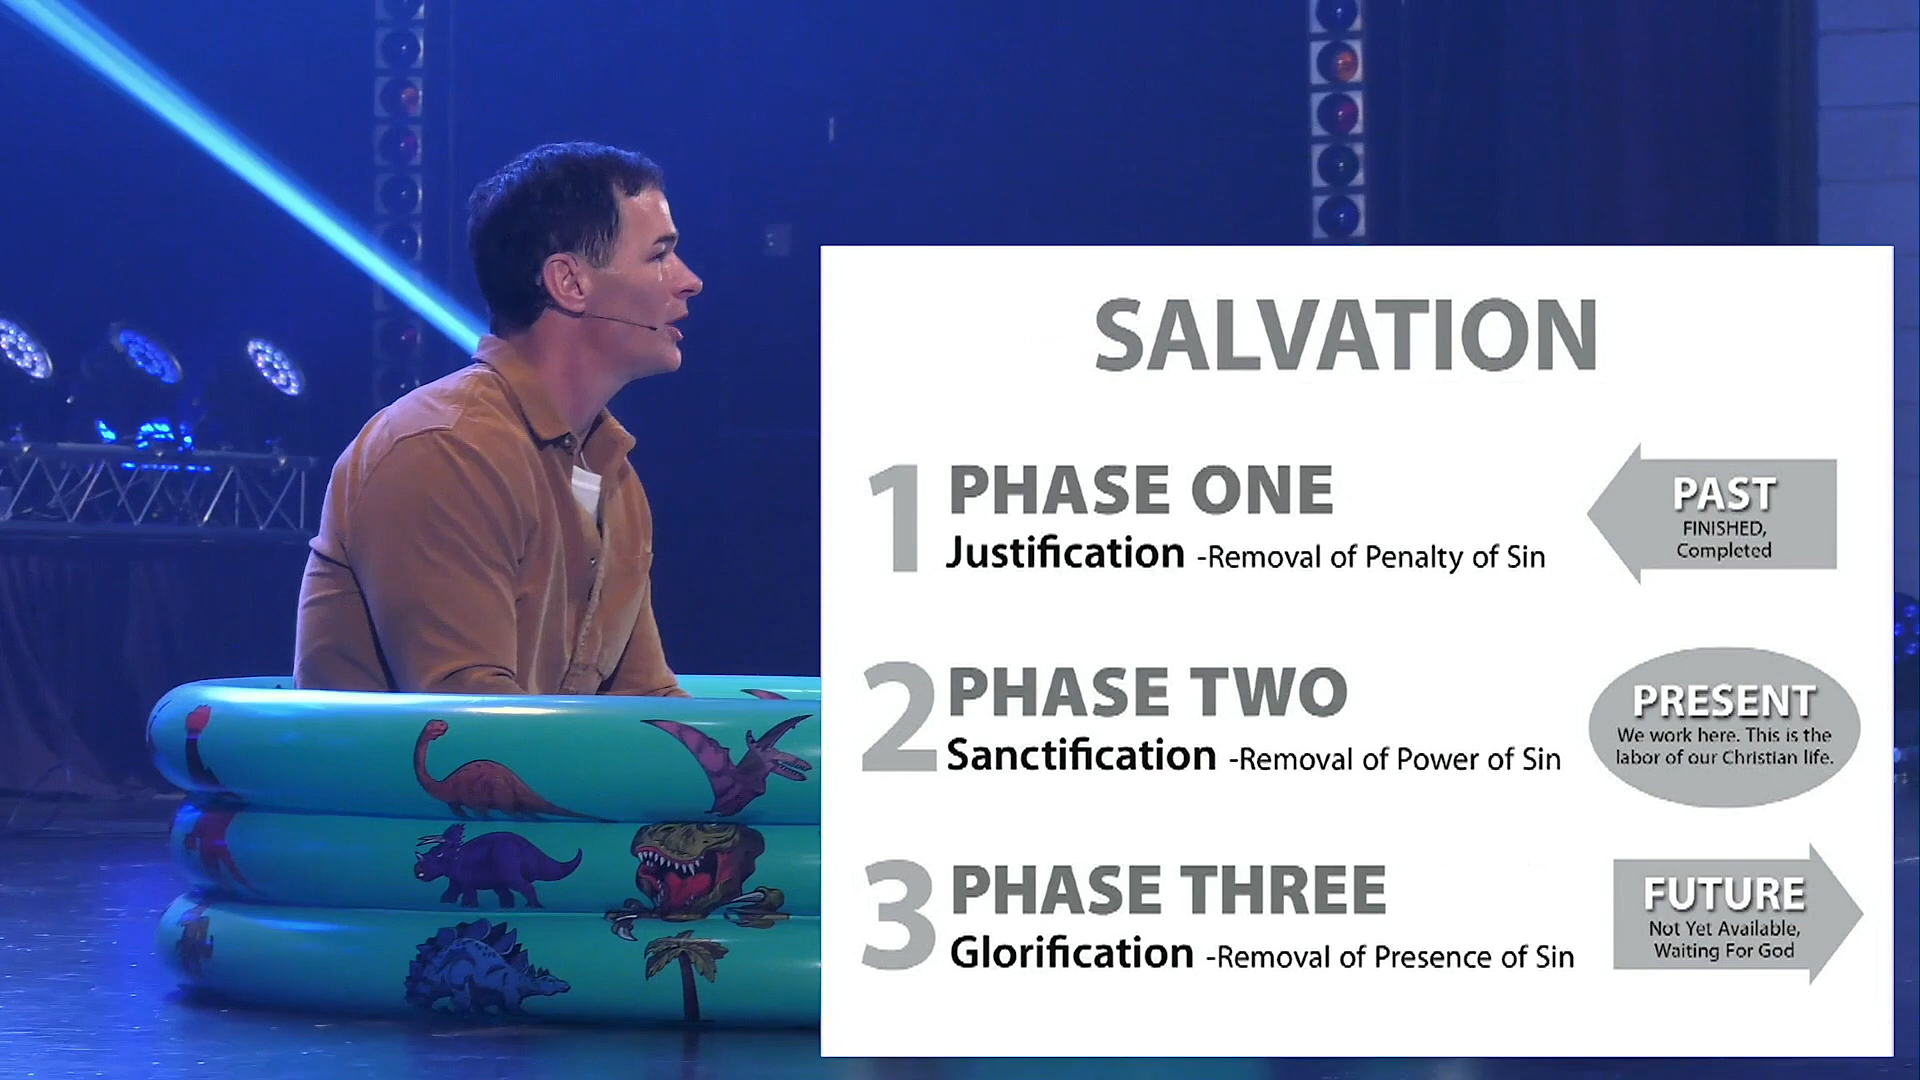 SALVATION
1 PHASE ONE
Justification -Removal of Penalty of Sin
PAST
FINISHED,
Completed
2 PHASE TWO
Sanctification -Removal of Power of Sin
PRESENT
We work here. This is the
labor of our Christian life.
3 PHASE THREE
Glorification -Removal of Presence of Sin
FUTURE
Not Yet Available,
Waiting For God